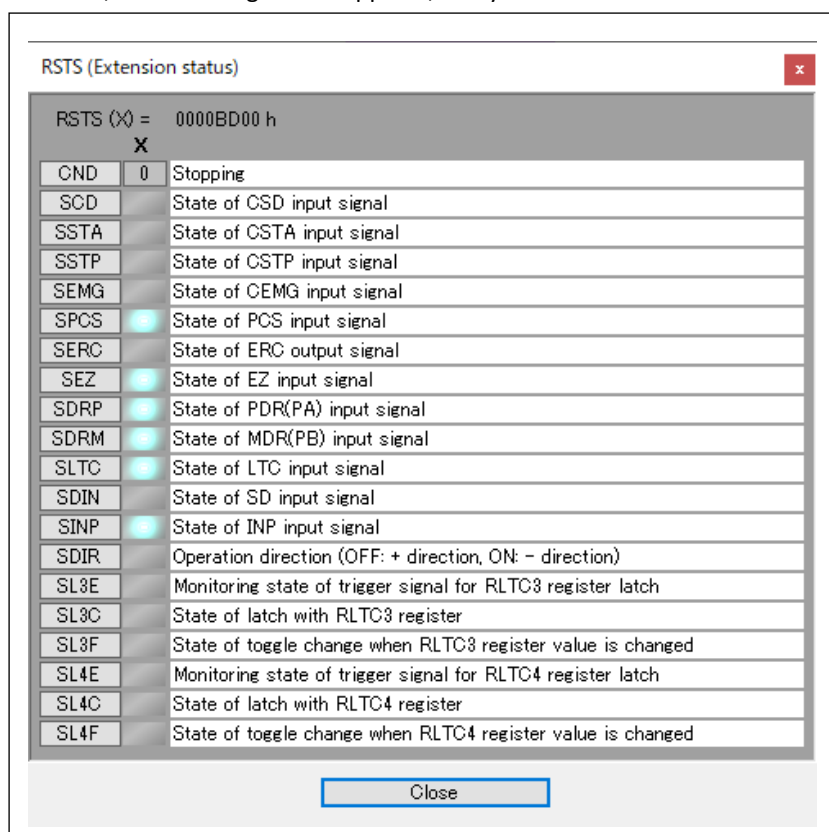 RSTS (Extension status)
x
RSTS (X) = 0000BD00 h
X
CND 0 Stopping
SCD State of CSD input signal
SSTA State of CSTA input signal
SSTP State of CSTP input signal
SEMG State of CEMG input signal
SPCS State of PCS input signal
SERC State of ERC output signal
SEZ State of EZ input signal
SDRP State of PDR(PA) input signal
SDRM State of MDR(PB) input signal
SLTC State of LTC input signal
SDIN State of SD input signal
SINP State of INP input signal
SDIR Operation direction (OFF: + direction, ON: - direction)
SL3E Monitoring state of trigger signal for RLTC3 register latch
SL3C State of latch with RLTC3 register
SL3F State of toggle change when RLTC3 register value is changed
SL4E Monitoring state of trigger signal for RLTC4 register latch
SL4C State of latch with RLTC4 register
SL4F State of toggle change when RLTC4 register value is changed
Close